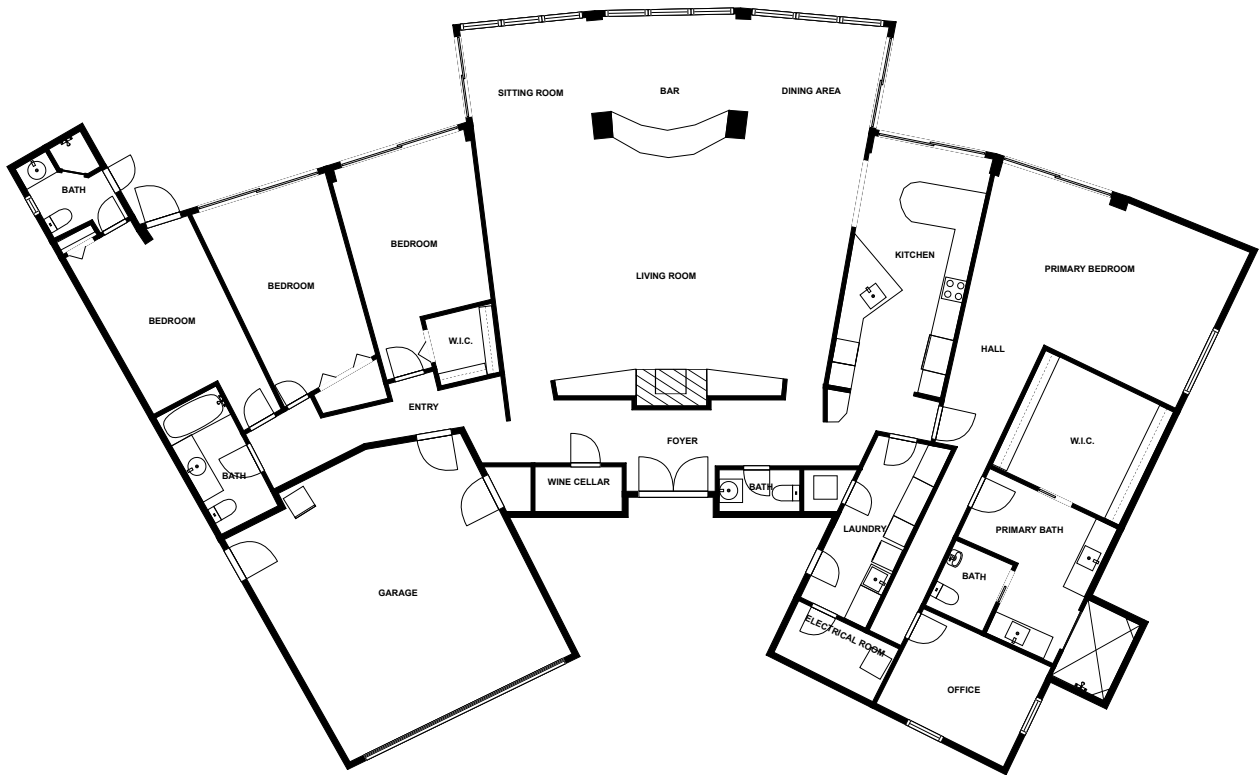 SITTING ROOM
BAR
DINING AREA
BATH
BEDROOM
KITCHEN
PRIMARY BEDROOM
LIVING ROOM
BEDROOM
BEDROOM
W.I.C.
HALL
ENTRY
FOYER
W.I.C.
BATH
WINE CELLAR
BATH
LAUNDRY
PRIMARY BATH
BATH
GARAGE
ELECTRICAL ROOM
OFFICE